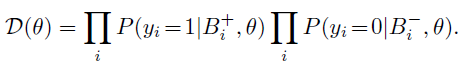 𝒟(θ) = ∏_i P(y_i=1|B_i^+, θ) ∏_i P(y_i=0|B_i^−, θ).